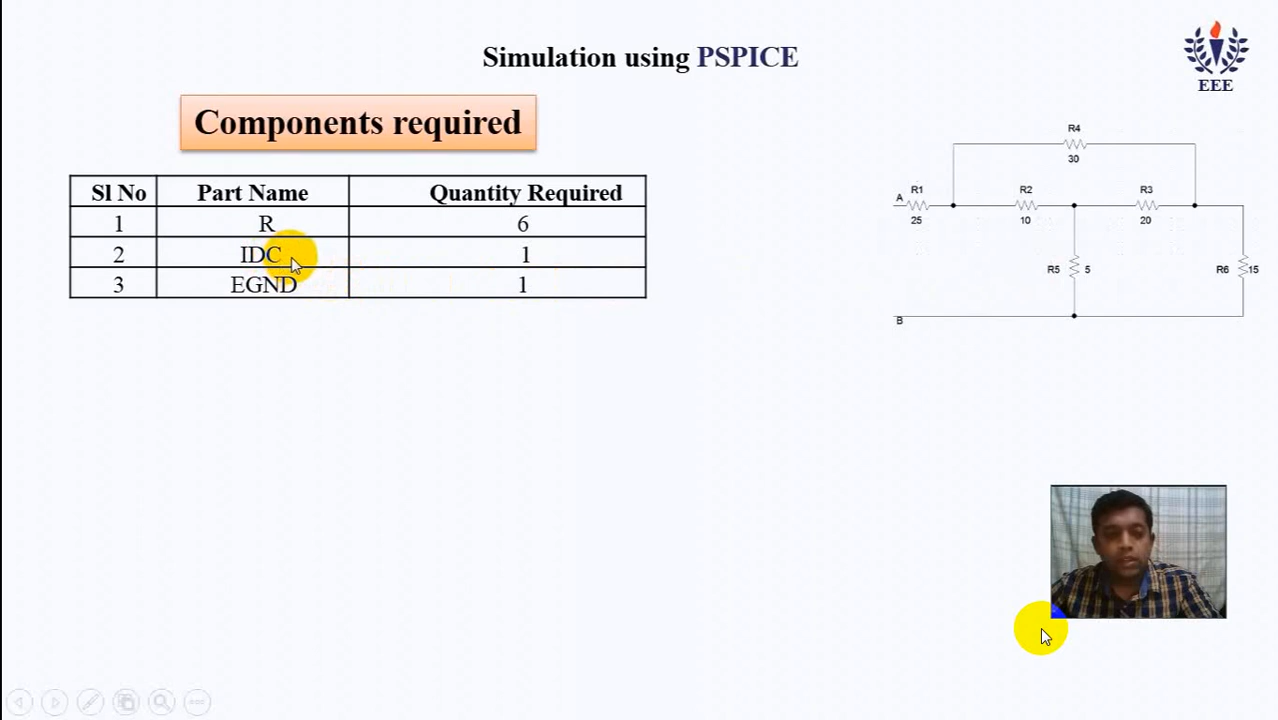 Simulation using PSPICE
EEE
Components required
Sl No Part Name Quantity Required
1 R 6
2 IDC 1
3 EGND 1
R4
30
A R1 R2 R3
25 10 20
R5 5 R6 15
B